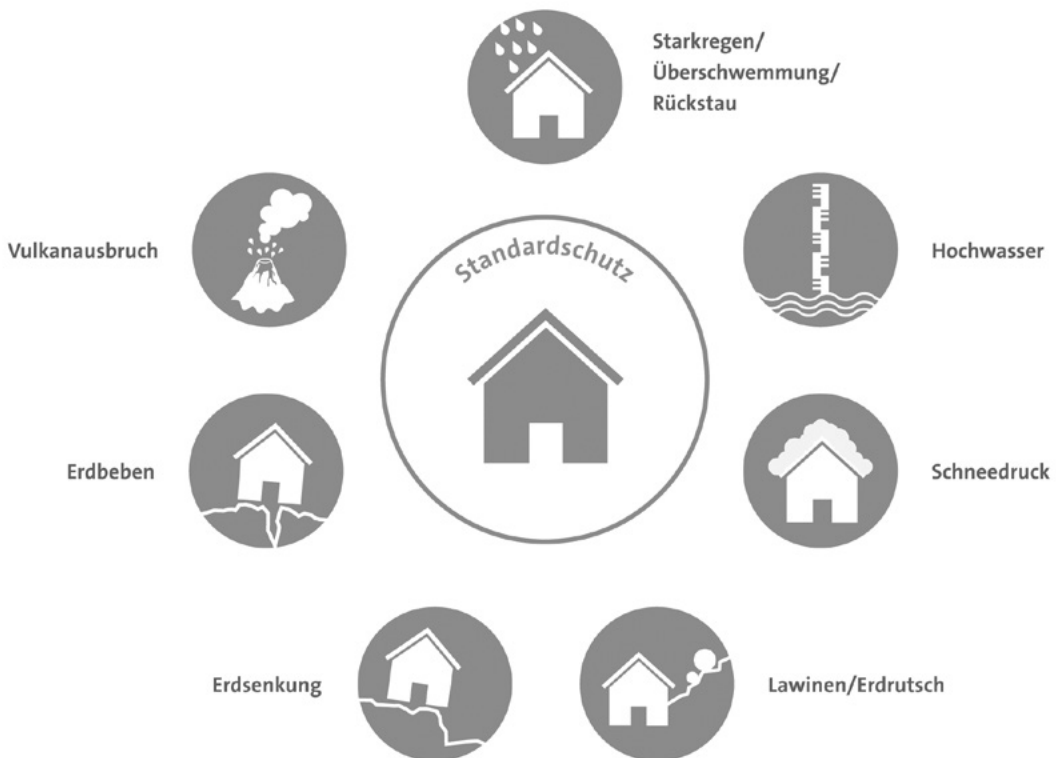 Starkregen/
Überschwemmung/
Rückstau
Vulkanausbruch
Hochwasser
Standardschutz
Erdbeben
Schneedruck
Erdsenkung
Lawinen/Erdrutsch